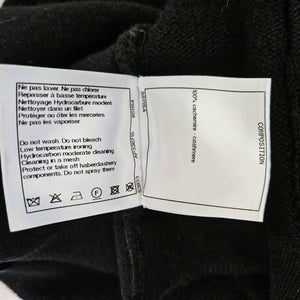 Ne pas laver. Ne pas chlorer
Repasser à basse température
Nettoyage Hydrocarbure modéré
Nettoyer dans un filet
Protéger ou ôter les merceries
Ne pas les vaporiser
Do not wash. Do not bleach
Low temperature ironing
Hydrocarbon moderate cleaning
Cleaning in a mesh
Protect or take off haberdashery
components. Do not spray them
F
COMPOSITION
100% cachemire - cashmere